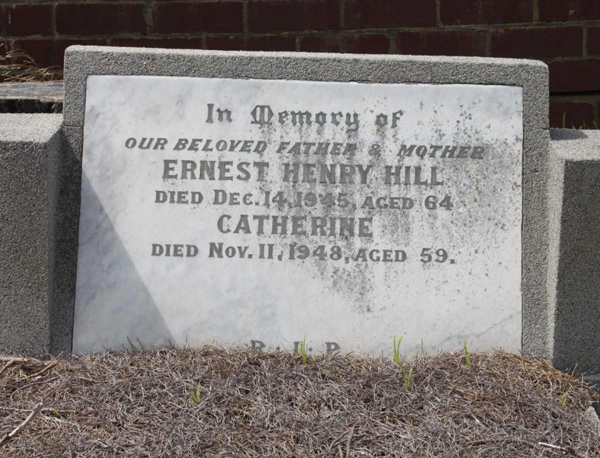 In Memory of
OUR BELOVED FATHER & MOTHER
ERNEST HENRY HILL
DIED DEC. 14, 1945, AGED 64
CATHERINE
DIED NOV. 11, 1948, AGED 59.
R. I. P.